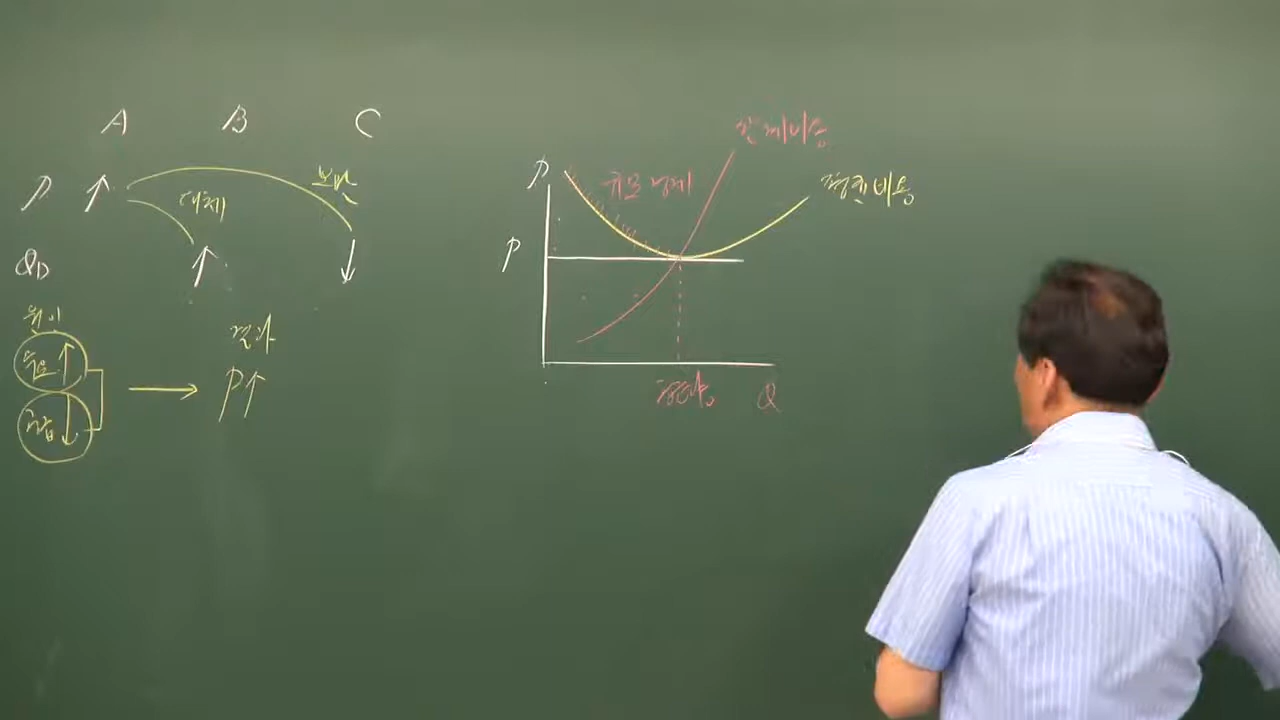 A B C
P ↑ 대체 보완
Q_D ↑ ↓
원인 결과
수요 ↑ → P↑
공급 ↓
한계비용
P 규모경제 평균비용
P
Q